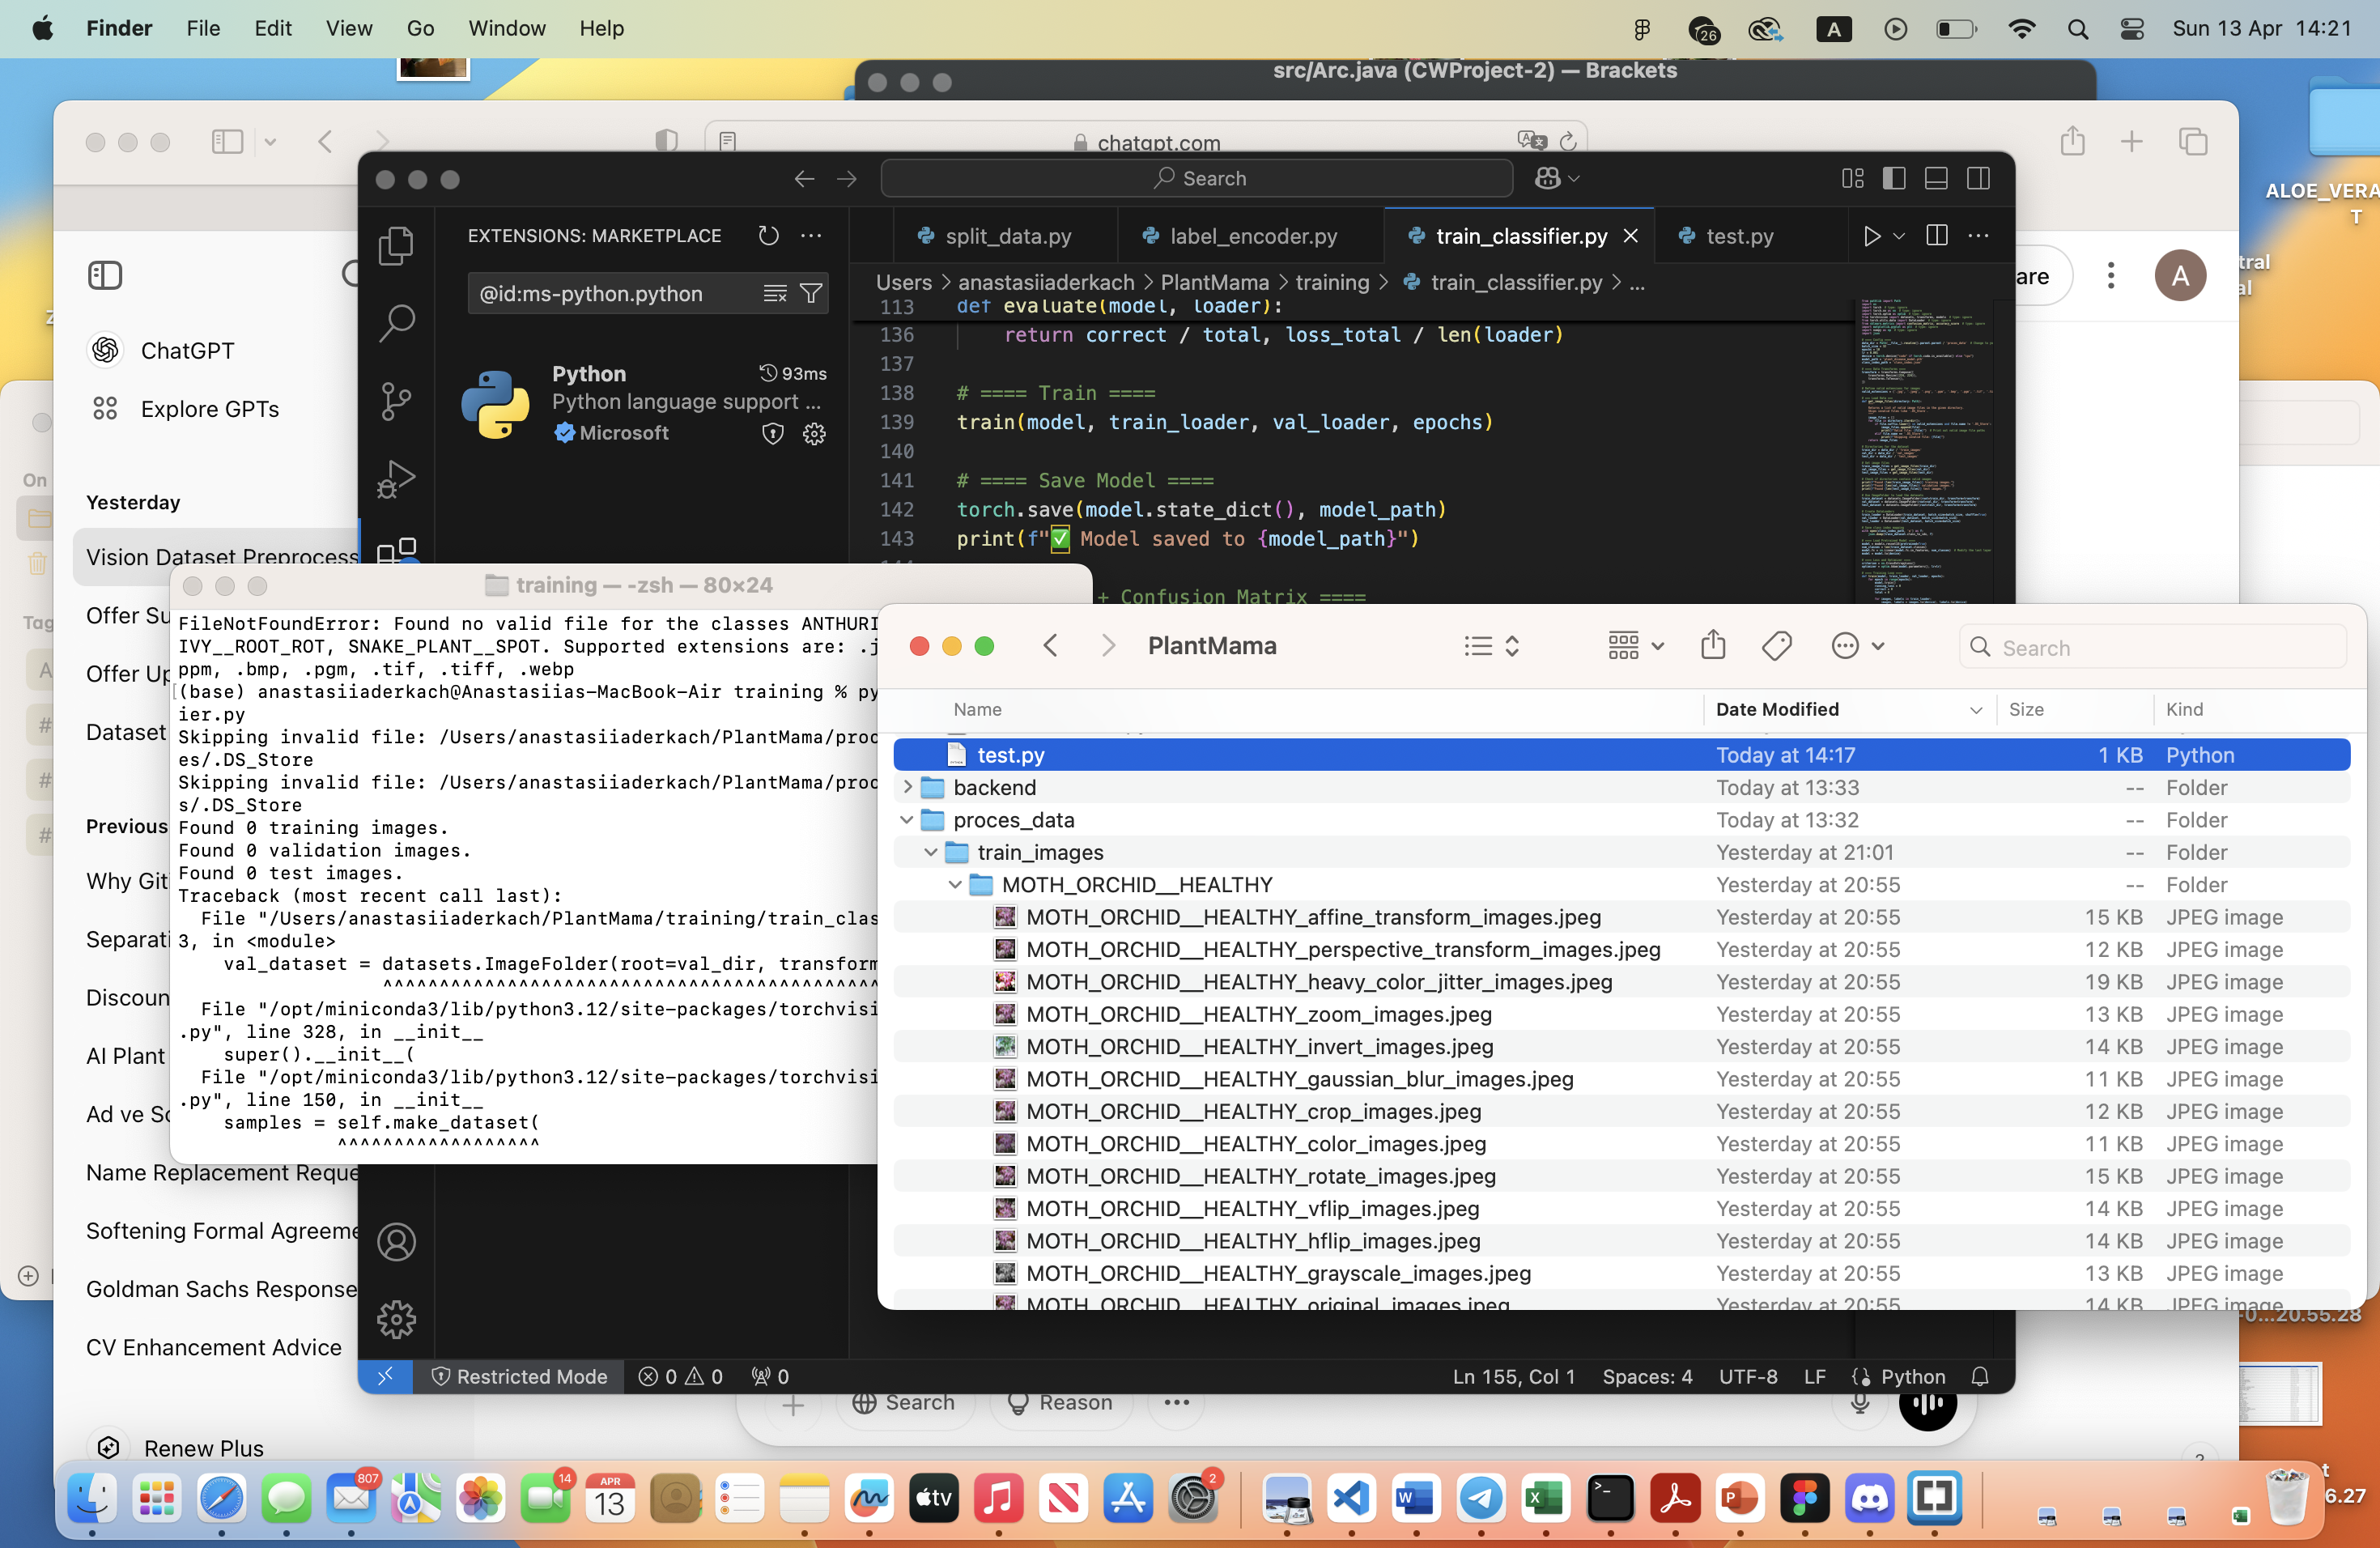 Finder File Edit View Go Window Help
26
A
Sun 13 Apr 14:21
src/Arc.java (CWProject-2) — Brackets
chatgpt.com
ALOE_VERA
T
tral
al
are
A
ChatGPT
Explore GPTs
Yesterday
Vision Dataset Preprocess
Offer Su
Offer Up
Dataset
Previous
Why Git
Separati
Discoun
AI Plant
Ad ve So
Name Replacement Reque
Softening Formal Agreeme
Goldman Sachs Response
CV Enhancement Advice
Renew Plus
On
Tag
A
#
#
#
#
Search
EXTENSIONS: MARKETPLACE
@id:ms-python.python
Python
93ms
Python language support ...
Microsoft
split_data.py
label_encoder.py
train_classifier.py
test.py
Users > anastasiiaderkach > PlantMama > training > train_classifier.py > ...
113 def evaluate(model, loader):
136 return correct / total, loss_total / len(loader)
137
138 # ==== Train ====
139 train(model, train_loader, val_loader, epochs)
140
141 # ==== Save Model ====
142 torch.save(model.state_dict(), model_path)
143 print(f"✅ Model saved to {model_path}")
+ Confusion Matrix ====
training — -zsh — 80×24
FileNotFoundError: Found no valid file for the classes ANTHURI
IVY__ROOT_ROT, SNAKE_PLANT__SPOT. Supported extensions are: .j
ppm, .bmp, .pgm, .tif, .tiff, .webp
(base) anastasiiaderkach@Anastasiias-MacBook-Air training % py
ier.py
Skipping invalid file: /Users/anastasiiaderkach/PlantMama/proc
es/.DS_Store
Skipping invalid file: /Users/anastasiiaderkach/PlantMama/proc
s/.DS_Store
Found 0 training images.
Found 0 validation images.
Found 0 test images.
Traceback (most recent call last):
File "/Users/anastasiiaderkach/PlantMama/training/train_clas
3, in <module>
val_dataset = datasets.ImageFolder(root=val_dir, transform
^^^^^^^^^^^^^^^^^^^^^^^^^^^^^^^^^^^^^^^^^^^^
File "/opt/miniconda3/lib/python3.12/site-packages/torchvisi
.py", line 328, in __init__
super().__init__(
File "/opt/miniconda3/lib/python3.12/site-packages/torchvisi
.py", line 150, in __init__
samples = self.make_dataset(
^^^^^^^^^^^^^^^^^^
PlantMama
Search
Name Date Modified Size Kind
test.py Today at 14:17 1 KB Python
backend Today at 13:33 -- Folder
proces_data Today at 13:32 -- Folder
train_images Yesterday at 21:01 -- Folder
MOTH_ORCHID__HEALTHY Yesterday at 20:55 -- Folder
MOTH_ORCHID__HEALTHY_affine_transform_images.jpeg Yesterday at 20:55 15 KB JPEG image
MOTH_ORCHID__HEALTHY_perspective_transform_images.jpeg Yesterday at 20:55 12 KB JPEG image
MOTH_ORCHID__HEALTHY_heavy_color_jitter_images.jpeg Yesterday at 20:55 19 KB JPEG image
MOTH_ORCHID__HEALTHY_zoom_images.jpeg Yesterday at 20:55 13 KB JPEG image
MOTH_ORCHID__HEALTHY_invert_images.jpeg Yesterday at 20:55 14 KB JPEG image
MOTH_ORCHID__HEALTHY_gaussian_blur_images.jpeg Yesterday at 20:55 11 KB JPEG image
MOTH_ORCHID__HEALTHY_crop_images.jpeg Yesterday at 20:55 12 KB JPEG image
MOTH_ORCHID__HEALTHY_color_images.jpeg Yesterday at 20:55 11 KB JPEG image
MOTH_ORCHID__HEALTHY_rotate_images.jpeg Yesterday at 20:55 15 KB JPEG image
MOTH_ORCHID__HEALTHY_vflip_images.jpeg Yesterday at 20:55 14 KB JPEG image
MOTH_ORCHID__HEALTHY_hflip_images.jpeg Yesterday at 20:55 14 KB JPEG image
MOTH_ORCHID__HEALTHY_grayscale_images.jpeg Yesterday at 20:55 13 KB JPEG image
MOTH_ORCHID__HEALTHY_original_images.jpeg Yesterday at 20:55 14 KB JPEG image
0...20.55.28
Restricted Mode 0 0 0
Ln 155, Col 1 Spaces: 4 UTF-8 LF Python
Search Reason
?
807
14
APR
13
tv
2
t
6.27